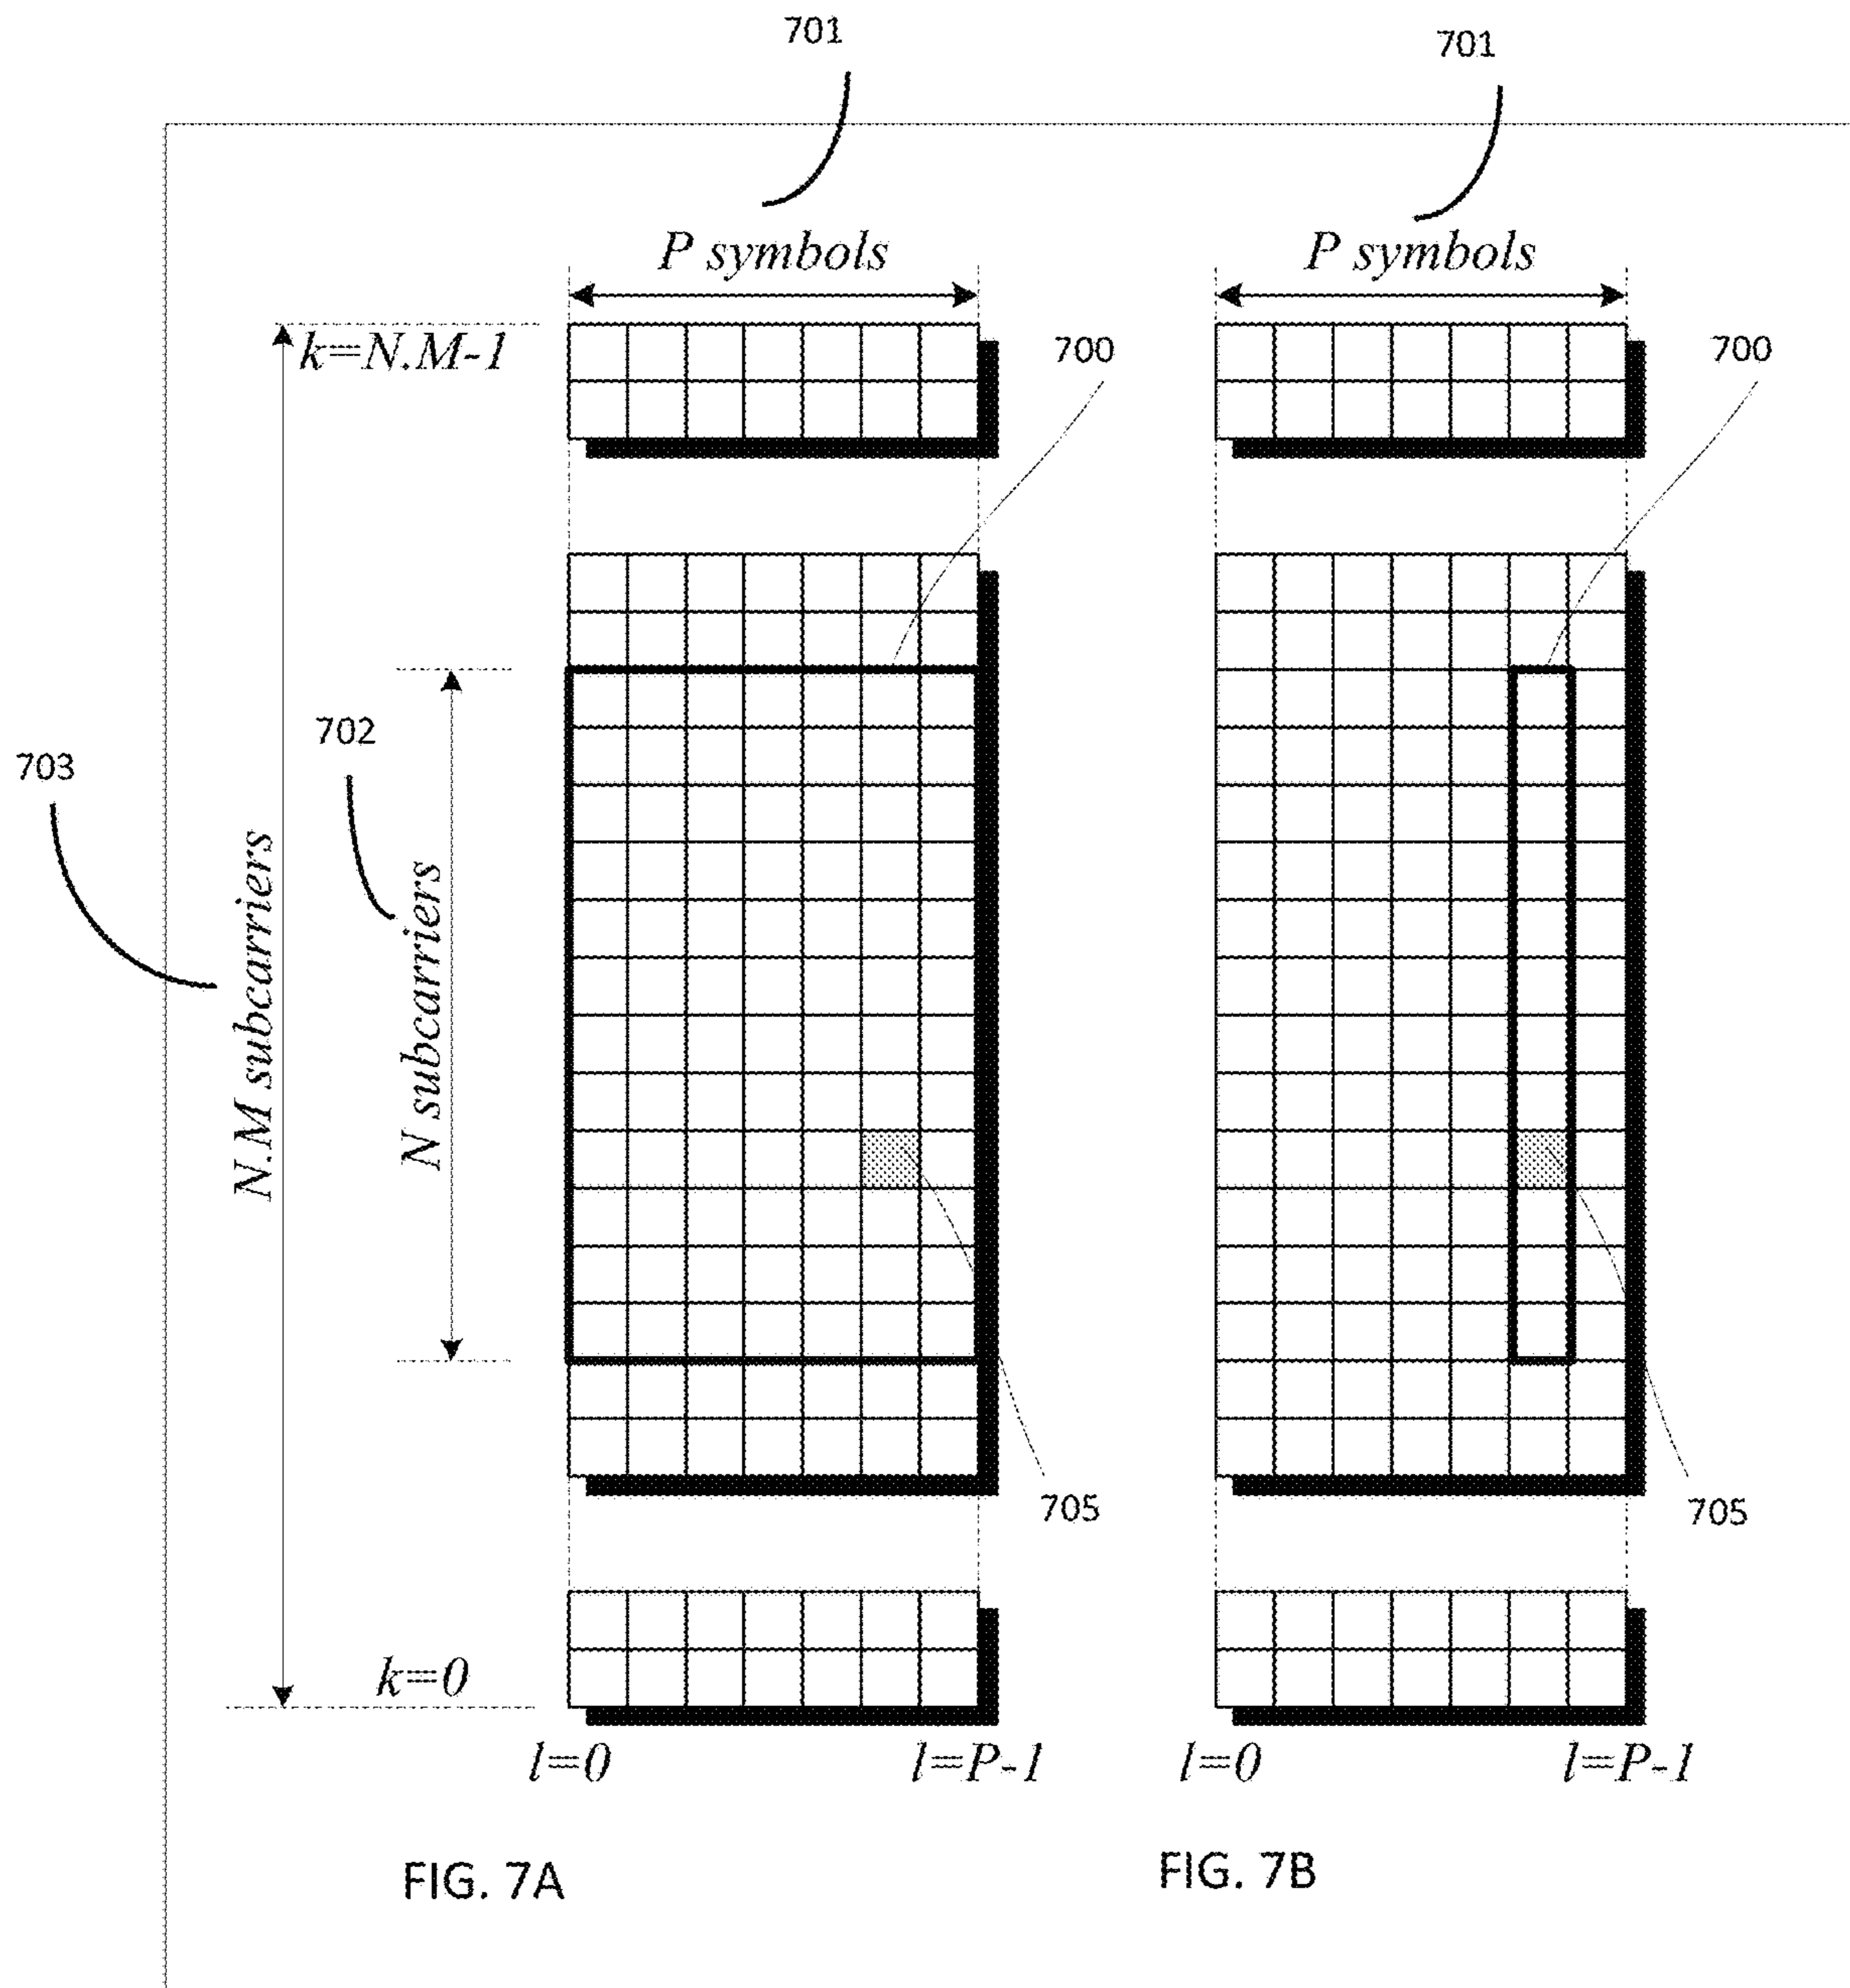 701
701
P symbols
P symbols
k=N.M-1
700
700
702
703
N.M subcarriers
N subcarriers
705
705
k=0
l=0
l=P-1
l=0
l=P-1
FIG. 7A
FIG. 7B